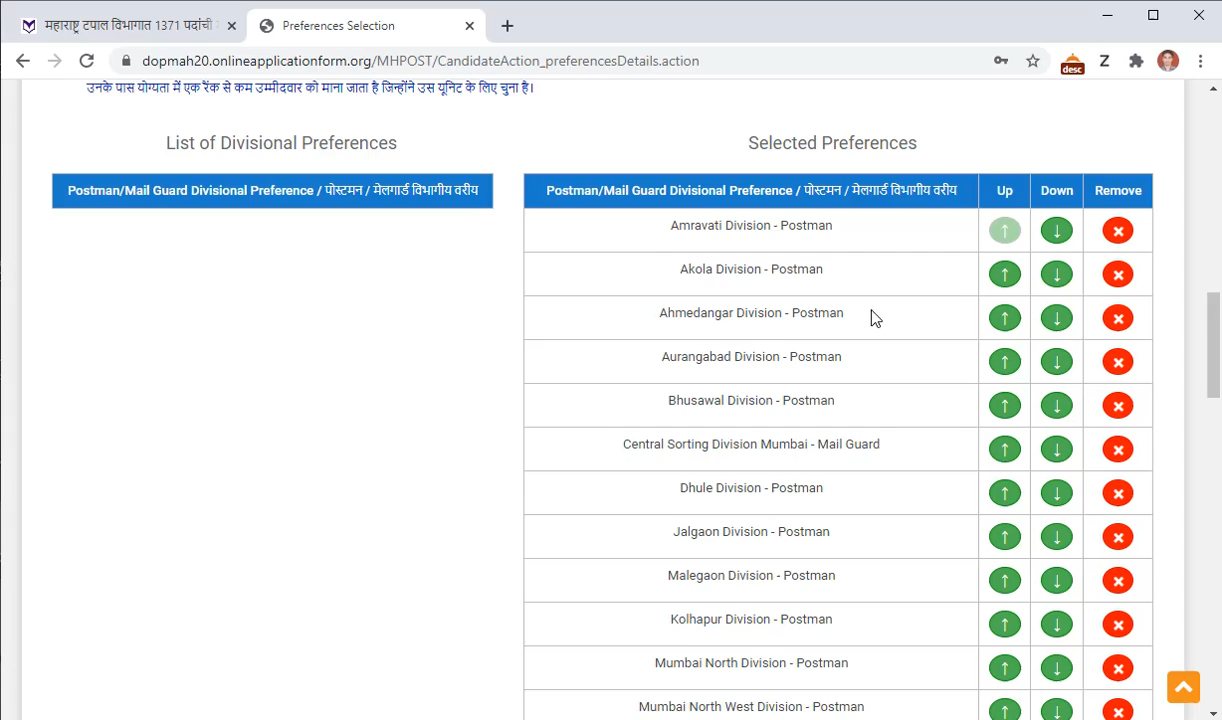 महाराष्ट्र टपाल विभागात 1371 पदांची
Preferences Selection
dopmah20.onlineapplicationform.org/MHPOST/CandidateAction_preferencesDetails.action
desc
Z
उनके पास योग्यता में एक रैंक से कम उम्मीदवार को माना जाता है जिन्होंने उस यूनिट के लिए चुना है।
List of Divisional Preferences
Selected Preferences
Postman/Mail Guard Divisional Preference / पोस्टमन / मेलगार्ड विभागीय वरीय
Postman/Mail Guard Divisional Preference / पोस्टमन / मेलगार्ड विभागीय वरीय Up Down Remove
Amravati Division - Postman
Akola Division - Postman
Ahmedangar Division - Postman
Aurangabad Division - Postman
Bhusawal Division - Postman
Central Sorting Division Mumbai - Mail Guard
Dhule Division - Postman
Jalgaon Division - Postman
Malegaon Division - Postman
Kolhapur Division - Postman
Mumbai North Division - Postman
Mumbai North West Division - Postman